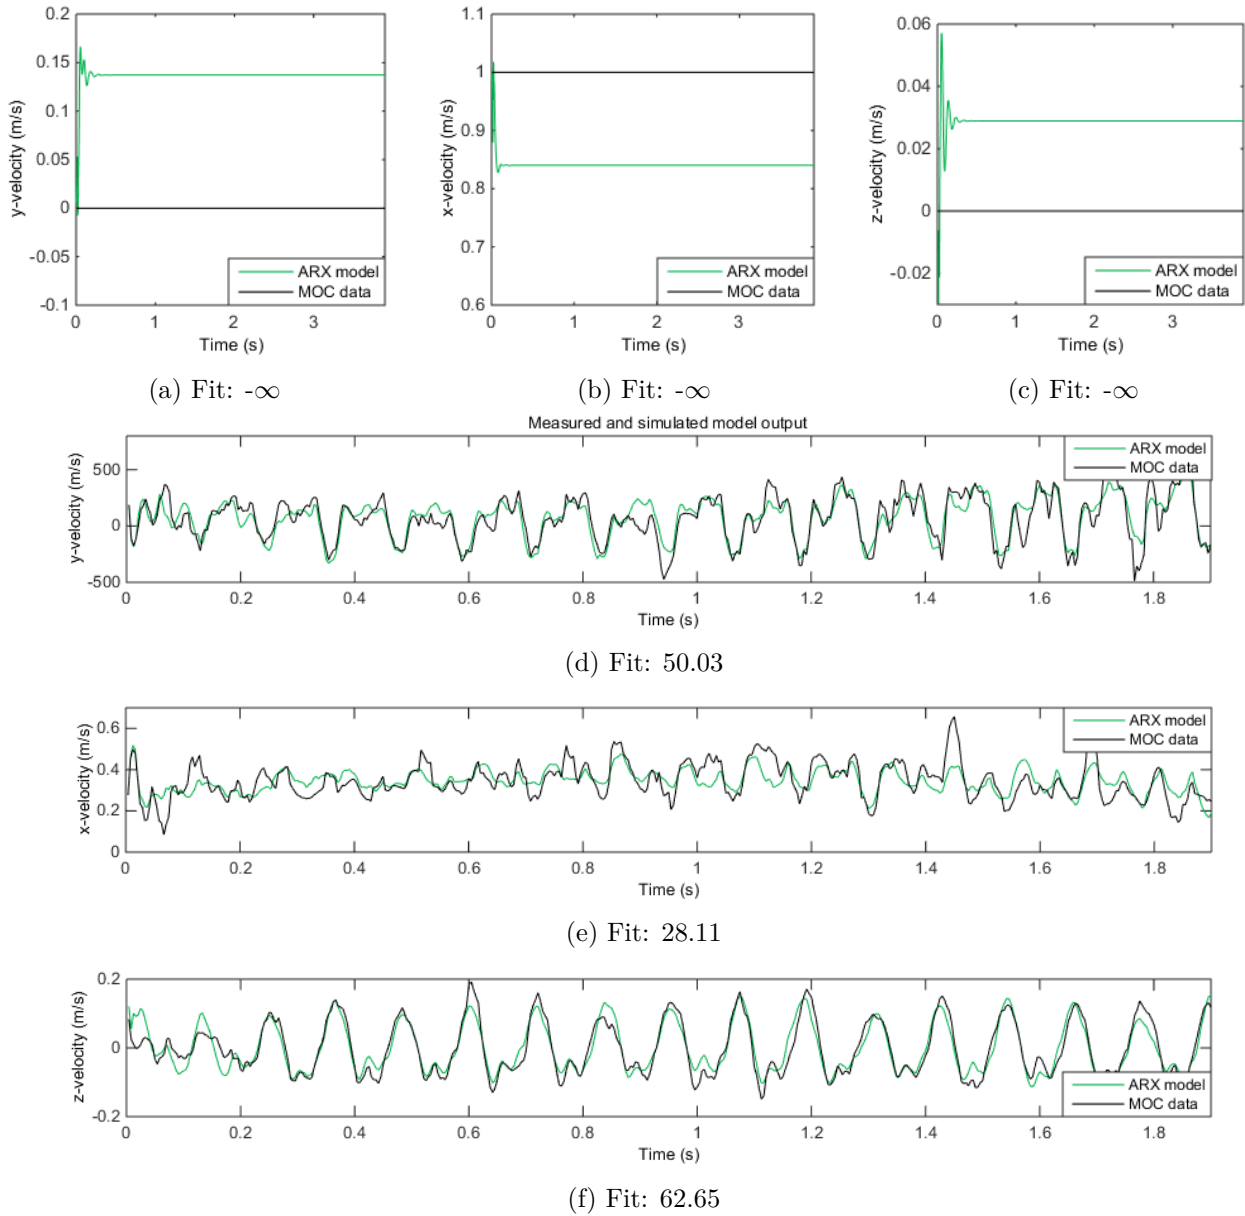 0.2
0.15
0.1
0.05
0
-0.05
-0.1
y-velocity (m/s)
ARX model
MOC data
0 1 2 3
Time (s)
(a) Fit: -∞
1.1
1
0.9
0.8
0.7
0.6
x-velocity (m/s)
ARX model
MOC data
0 1 2 3
Time (s)
(b) Fit: -∞
0.06
0.04
0.02
0
-0.02
z-velocity (m/s)
ARX model
MOC data
0 1 2 3
Time (s)
(c) Fit: -∞
Measured and simulated model output
500
0
-500
y-velocity (m/s)
ARX model
MOC data
0 0.2 0.4 0.6 0.8 1 1.2 1.4 1.6 1.8
Time (s)
(d) Fit: 50.03
0.6
0.4
0.2
0
x-velocity (m/s)
ARX model
MOC data
0 0.2 0.4 0.6 0.8 1 1.2 1.4 1.6 1.8
Time (s)
(e) Fit: 28.11
0.2
0
-0.2
z-velocity (m/s)
ARX model
MOC data
0 0.2 0.4 0.6 0.8 1 1.2 1.4 1.6 1.8
Time (s)
(f) Fit: 62.65